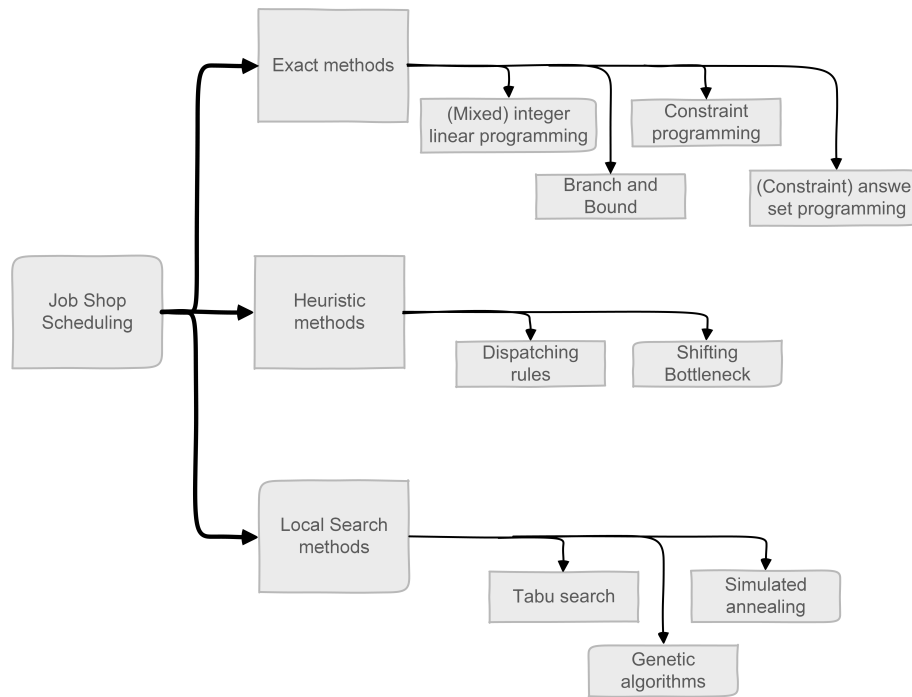 Exact methods
(Mixed) integer
linear programming
Constraint
programming
Branch and
Bound
(Constraint) answe
set programming
Job Shop
Scheduling
Heuristic
methods
Dispatching
rules
Shifting
Bottleneck
Local Search
methods
Tabu search
Simulated
annealing
Genetic
algorithms